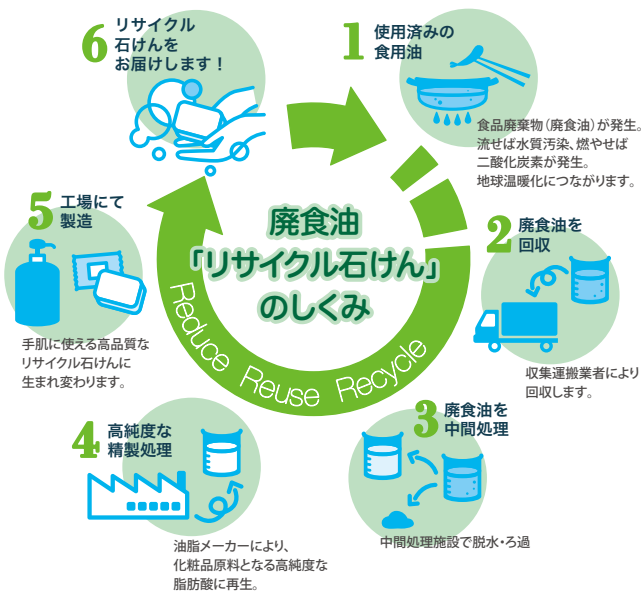 廃食油
「リサイクル石けん」
のしくみ
Reduce Reuse Recycle
1 使用済みの
食用油
食品廃棄物（廃食油）が発生。
流せば水質汚染、燃やせば
二酸化炭素が発生。
地球温暖化につながります。
2 廃食油を
回収
収集運搬業者により
回収します。
3 廃食油を
中間処理
中間処理施設で脱水・ろ過
4 高純度な
精製処理
油脂メーカーにより、
化粧品原料となる高純度な
脂肪酸に再生。
5 工場にて
製造
手肌に使える高品質な
リサイクル石けんに
生まれ変わります。
6 リサイクル
石けんを
お届けします！